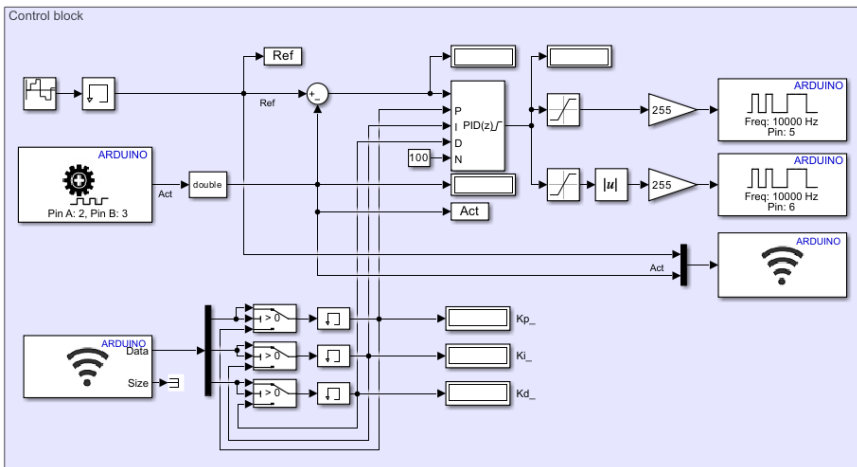 Control block
Ref
Ref
+
-
P
I
D
N
PID(z)
100
255
ARDUINO
Freq: 10000 Hz
Pin: 5
ARDUINO
Pin A: 2, Pin B: 3
Act
double
Act
|u|
255
ARDUINO
Freq: 10000 Hz
Pin: 6
Act
ARDUINO
ARDUINO
Data
Size
> 0
> 0
> 0
Kp_
Ki_
Kd_